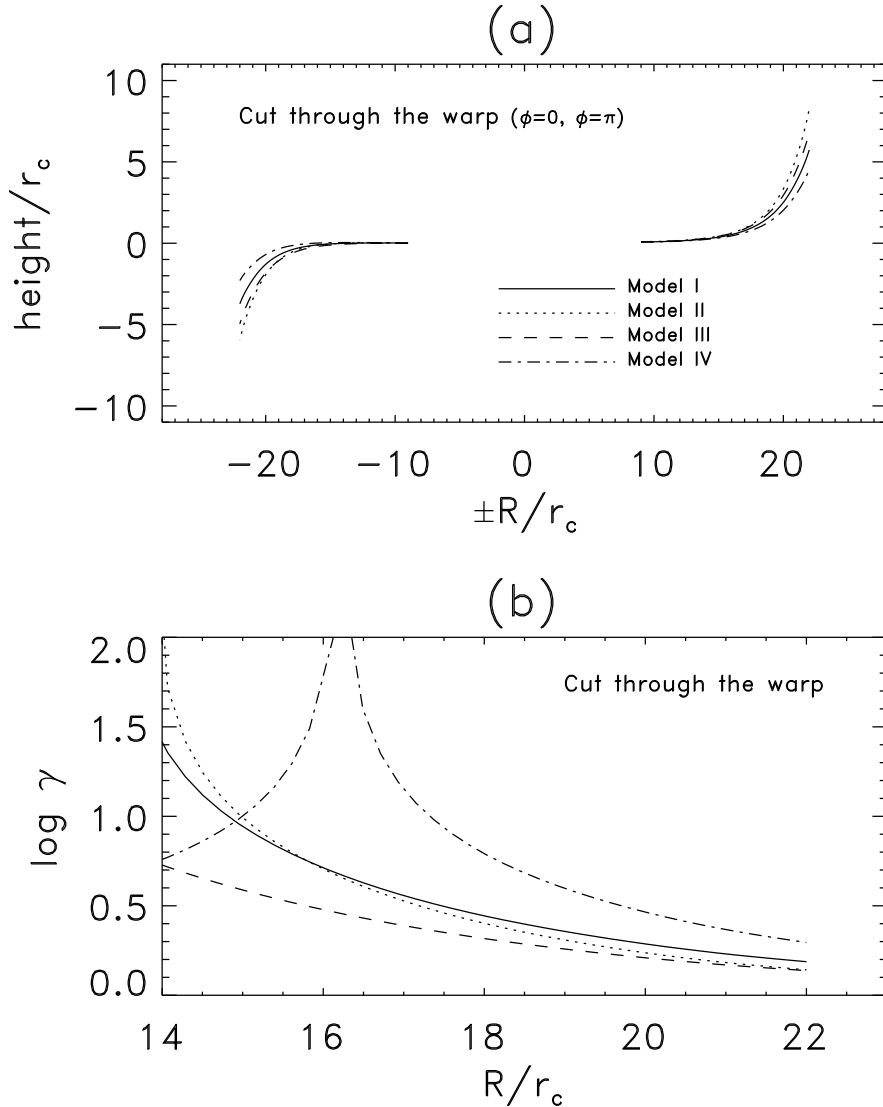 (a)
10
5
0
−5
−10
height/r_c
Cut through the warp (ϕ=0, ϕ=π)
Model I
Model II
Model III
Model IV
−20 −10 0 10 20
±R/r_c
(b)
2.0
1.5
1.0
0.5
0.0
log γ
Cut through the warp
14 16 18 20 22
R/r_c